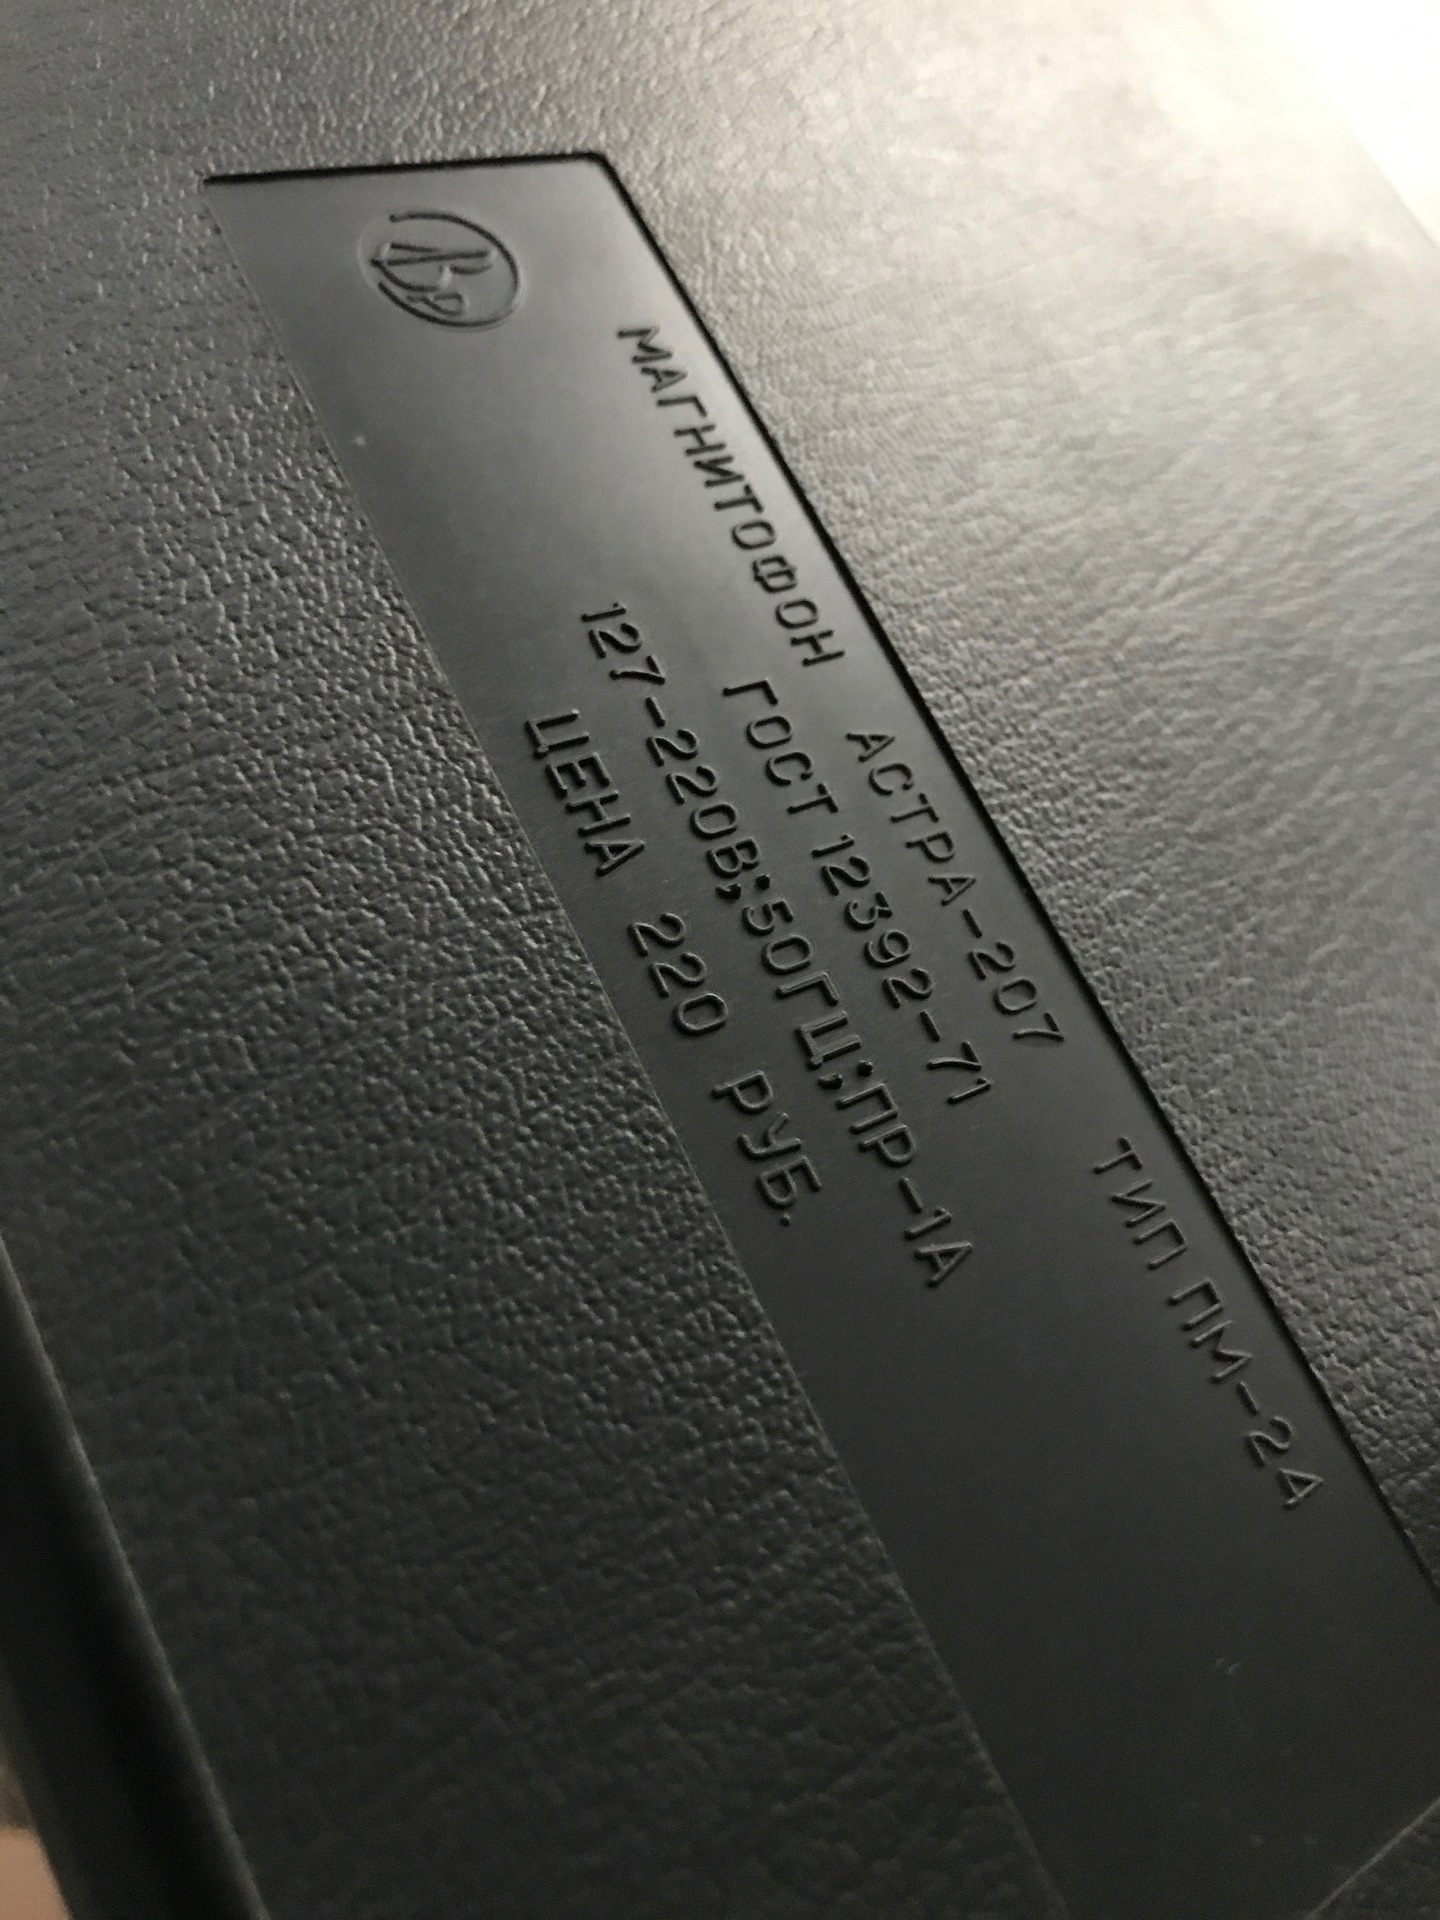 МАГНИТОФОН АСТРА-207 ТИП ПМ-24
ГОСТ 12392-71
127-220В;50ГЦ;ПР-1А
ЦЕНА 220 РУБ.